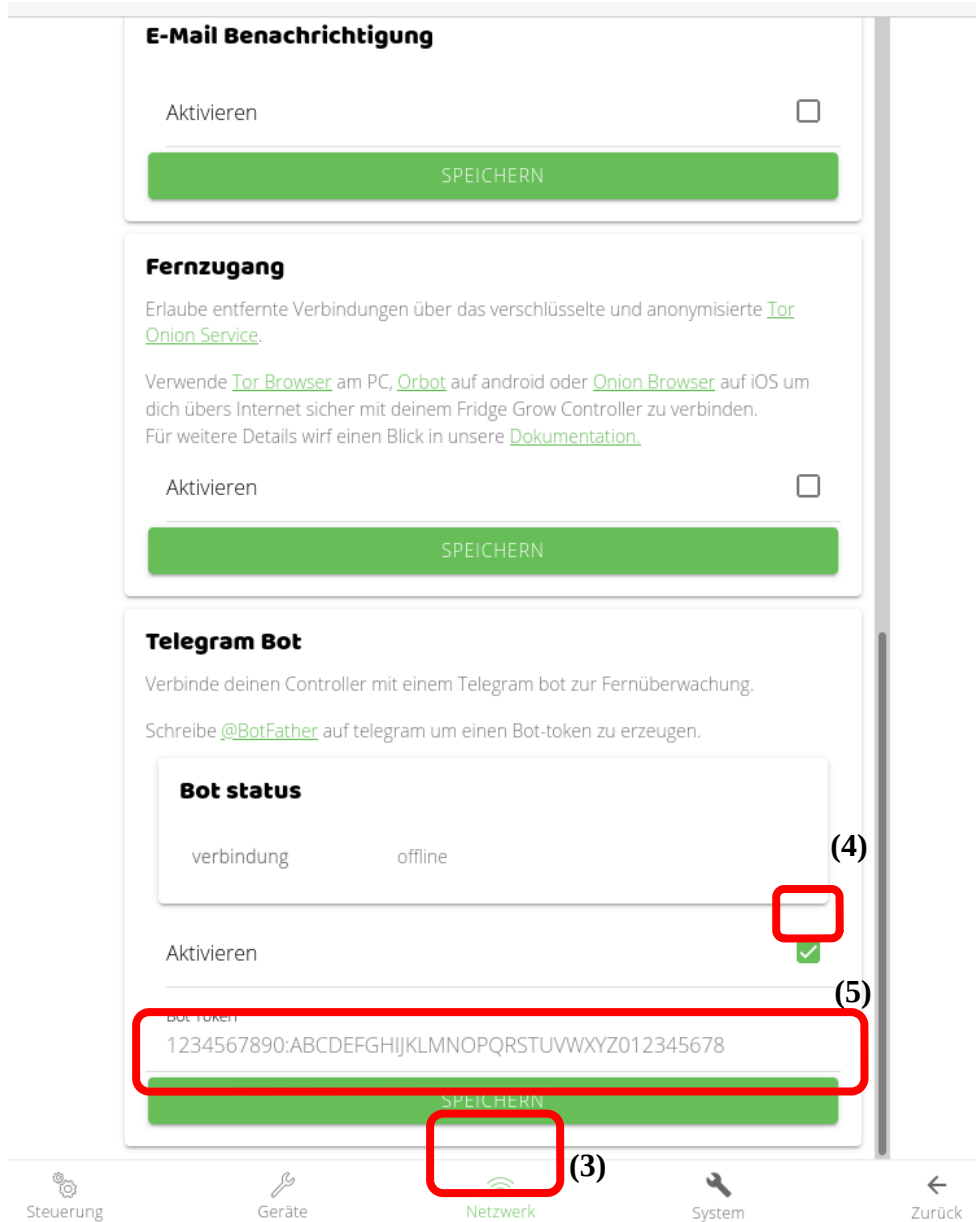 E-Mail Benachrichtigung
Aktivieren
SPEICHERN
Fernzugang
Erlaube entfernte Verbindungen über das verschlüsselte und anonymisierte Tor
Onion Service.
Verwende Tor Browser am PC, Orbot auf android oder Onion Browser auf iOS um
dich übers Internet sicher mit deinem Fridge Grow Controller zu verbinden.
Für weitere Details wirf einen Blick in unsere Dokumentation.
Aktivieren
SPEICHERN
Telegram Bot
Verbinde deinen Controller mit einem Telegram bot zur Fernüberwachung.
Schreibe @BotFather auf telegram um einen Bot-token zu erzeugen.
Bot status
verbindung offline
(4)
Aktivieren
(5)
Bot Token
1234567890:ABCDEFGHIJKLMNOPQRSTUVWXYZ012345678
SPEICHERN
(3)
Steuerung Geräte Netzwerk System Zurück